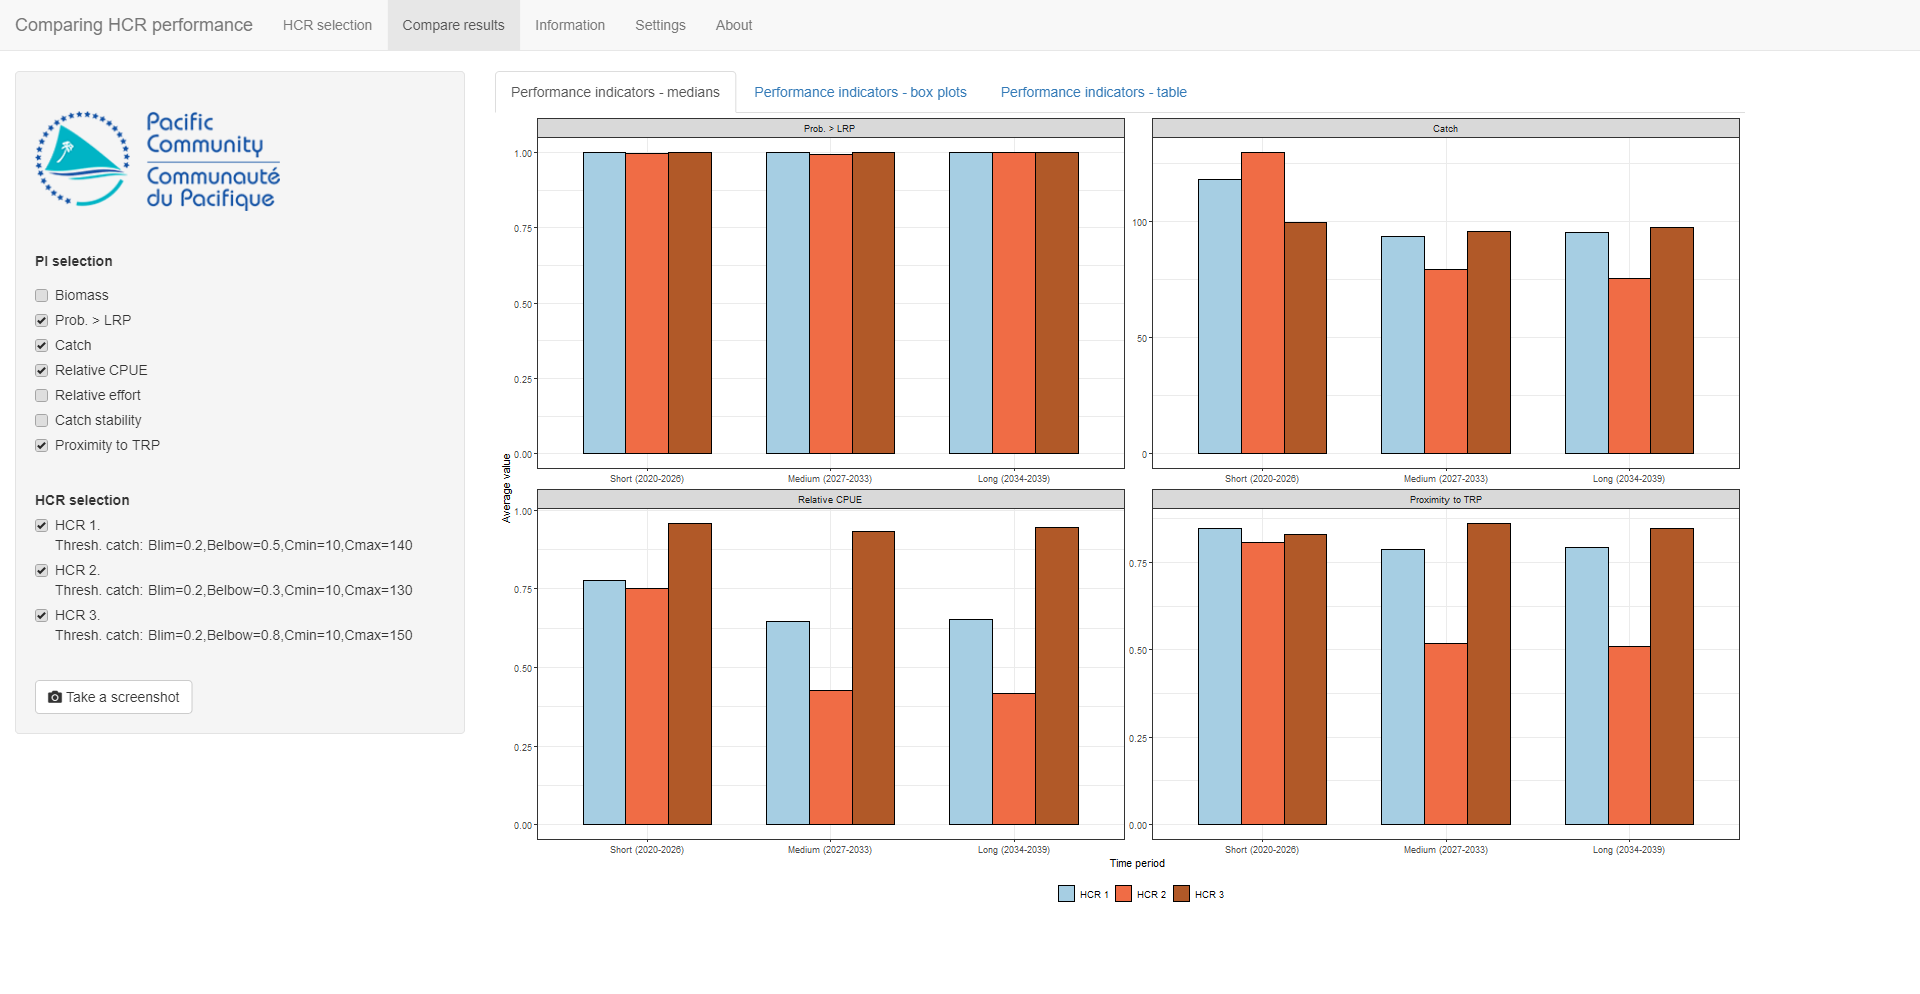 Comparing HCR performance
HCR selection
Compare results
Information
Settings
About
Pacific
Community
Communauté
du Pacifique
PI selection
Biomass
Prob. > LRP
Catch
Relative CPUE
Relative effort
Catch stability
Proximity to TRP
HCR selection
HCR 1.
Thresh. catch: Blim=0.2,Belbow=0.5,Cmin=10,Cmax=140
HCR 2.
Thresh. catch: Blim=0.2,Belbow=0.3,Cmin=10,Cmax=130
HCR 3.
Thresh. catch: Blim=0.2,Belbow=0.8,Cmin=10,Cmax=150
Take a screenshot
Performance indicators - medians
Performance indicators - box plots
Performance indicators - table
Average value
Prob. > LRP
1.00
0.75
0.50
0.25
0.00
Short (2020-2026)
Medium (2027-2033)
Long (2034-2039)
Catch
100
50
0
Short (2020-2026)
Medium (2027-2033)
Long (2034-2039)
Relative CPUE
1.00
0.75
0.50
0.25
0.00
Short (2020-2026)
Medium (2027-2033)
Long (2034-2039)
Proximity to TRP
0.75
0.50
0.25
0.00
Short (2020-2026)
Medium (2027-2033)
Long (2034-2039)
Time period
HCR 1
HCR 2
HCR 3